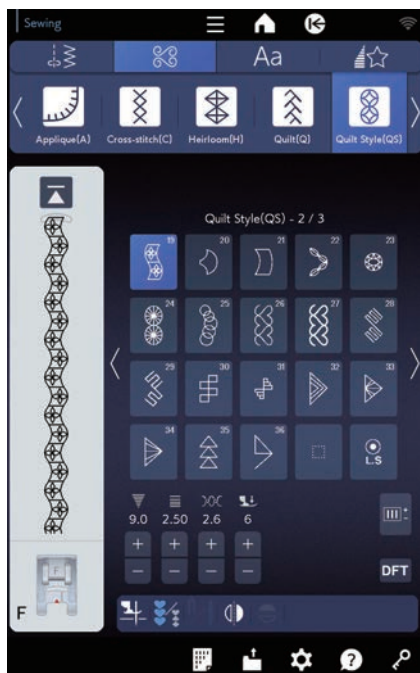 Sewing
Aa
Applique(A) Cross-stitch(C) Heirloom(H) Quilt(Q) Quilt Style(QS)
Quilt Style(QS) - 2 / 3
19 20 21 22 23
24 25 26 27 28
29 30 31 32 33
34 35 36
L.S
9.0 2.50 2.6 6
+ + + +
− − − −
DFT
F
F
?